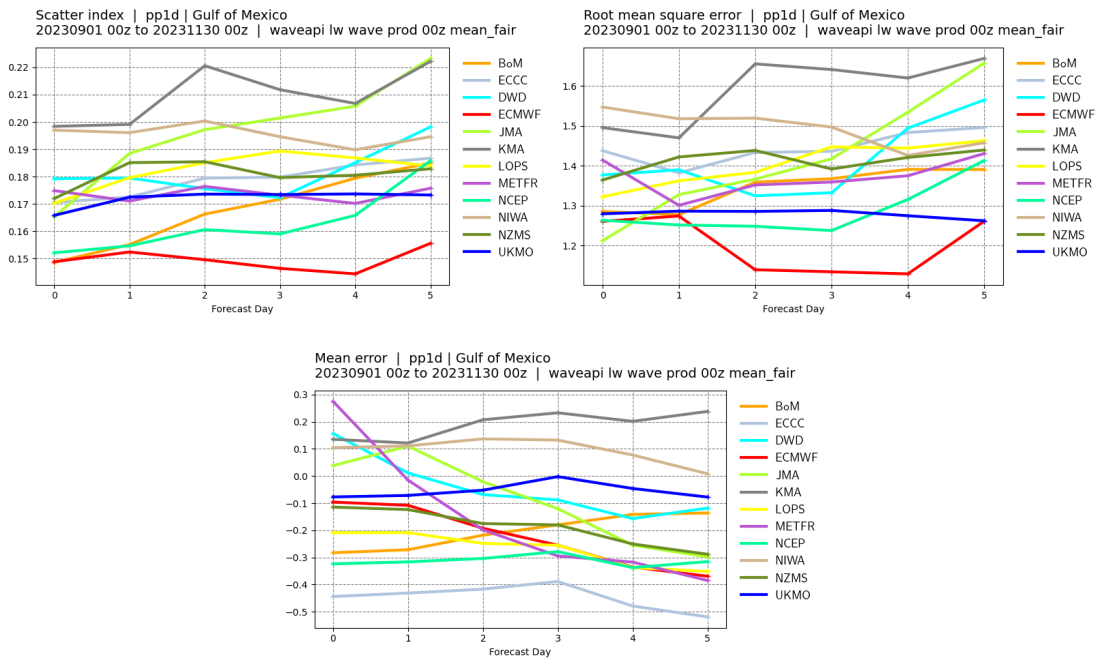 Scatter index | pp1d | Gulf of Mexico
20230901 00z to 20231130 00z | waveapi lw wave prod 00z mean_fair
0.22
0.21
0.20
0.19
0.18
0.17
0.16
0.15
0 1 2 3 4 5
Forecast Day
BoM
ECCC
DWD
ECMWF
JMA
KMA
LOPS
METFR
NCEP
NIWA
NZMS
UKMO
Root mean square error | pp1d | Gulf of Mexico
20230901 00z to 20231130 00z | waveapi lw wave prod 00z mean_fair
1.6
1.5
1.4
1.3
1.2
0 1 2 3 4 5
Forecast Day
BoM
ECCC
DWD
ECMWF
JMA
KMA
LOPS
METFR
NCEP
NIWA
NZMS
UKMO
Mean error | pp1d | Gulf of Mexico
20230901 00z to 20231130 00z | waveapi lw wave prod 00z mean_fair
0.3
0.2
0.1
0.0
−0.1
−0.2
−0.3
−0.4
−0.5
0 1 2 3 4 5
Forecast Day
BoM
ECCC
DWD
ECMWF
JMA
KMA
LOPS
METFR
NCEP
NIWA
NZMS
UKMO